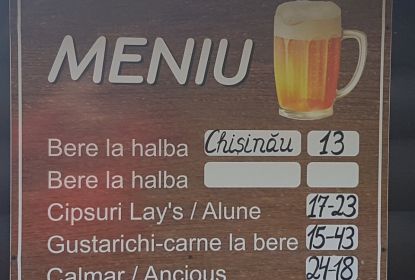 MENIU
Bere la halba Chișinău 13
Bere la halba
Cipsuri Lay's / Alune 17-23
Gustarichi-carne la bere 15-43
Calmar / Ancious 24-18